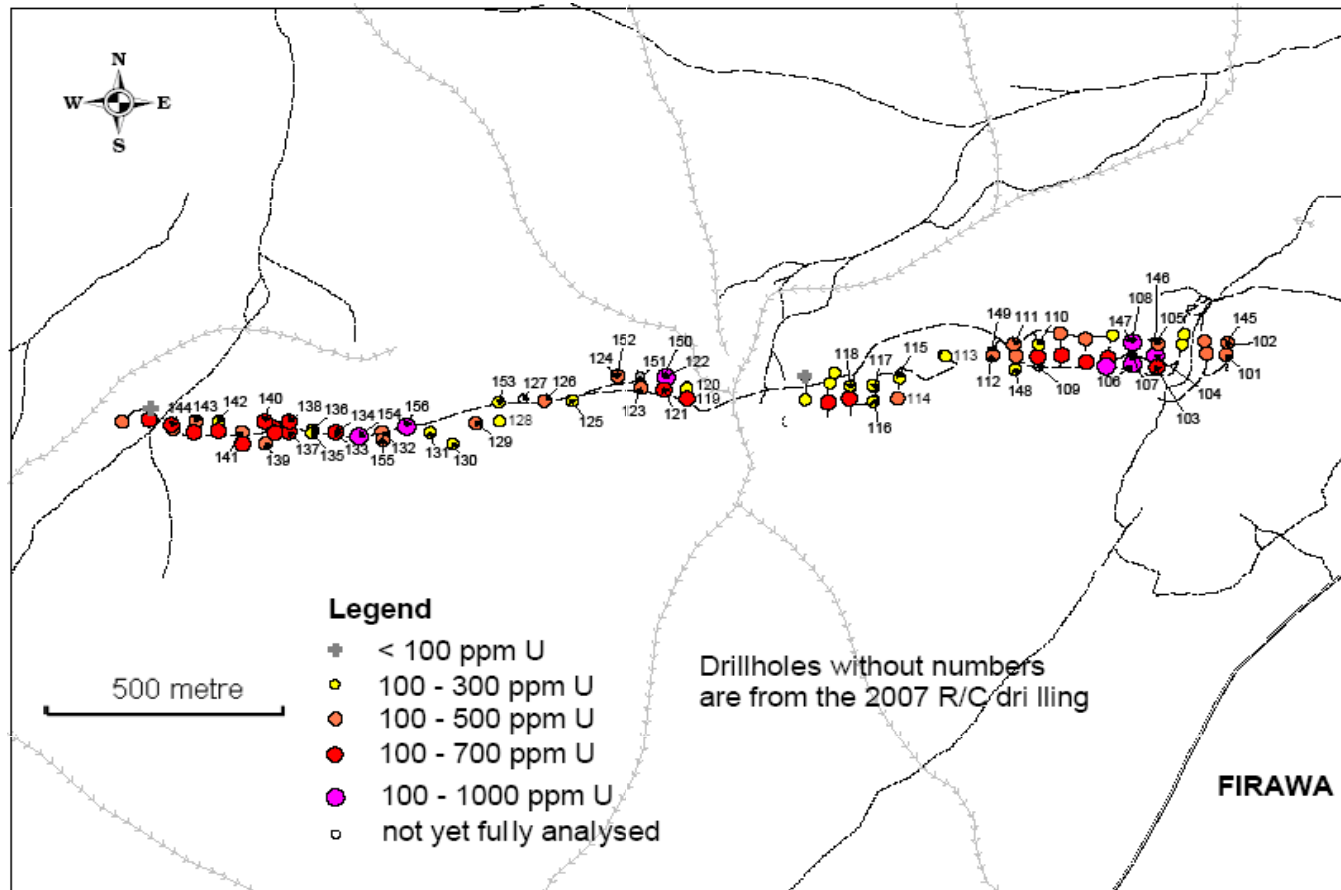 N
W E
S
146
108
149 111 110 147 105 145
102
152 150
124 151 122 118 117 115 113
112 148 109 106 107 104 101
103
153 127 126 123 121 120
119
114
116
125
144 143 142 140 138 136 134 154 156
128
129
141 139 137 135 133 132
155
131 130
Legend
< 100 ppm U
100 - 300 ppm U
100 - 500 ppm U
100 - 700 ppm U
100 - 1000 ppm U
not yet fully analysed
500 metre
Drillholes without numbers
are from the 2007 R/C dri lling
FIRAWA